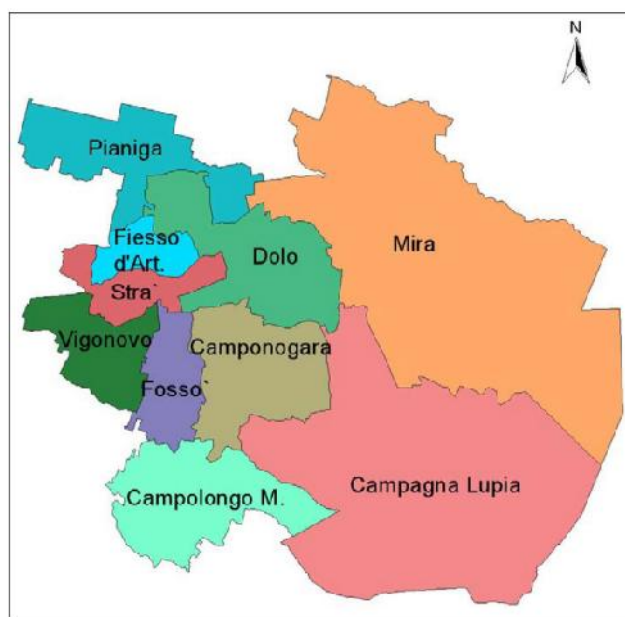 N
Pianiga
Mira
Fiesso
d'Art.
Dolo
Stra`
Vigonovo
Camponogara
Fosso`
Campagna Lupia
Campolongo M.